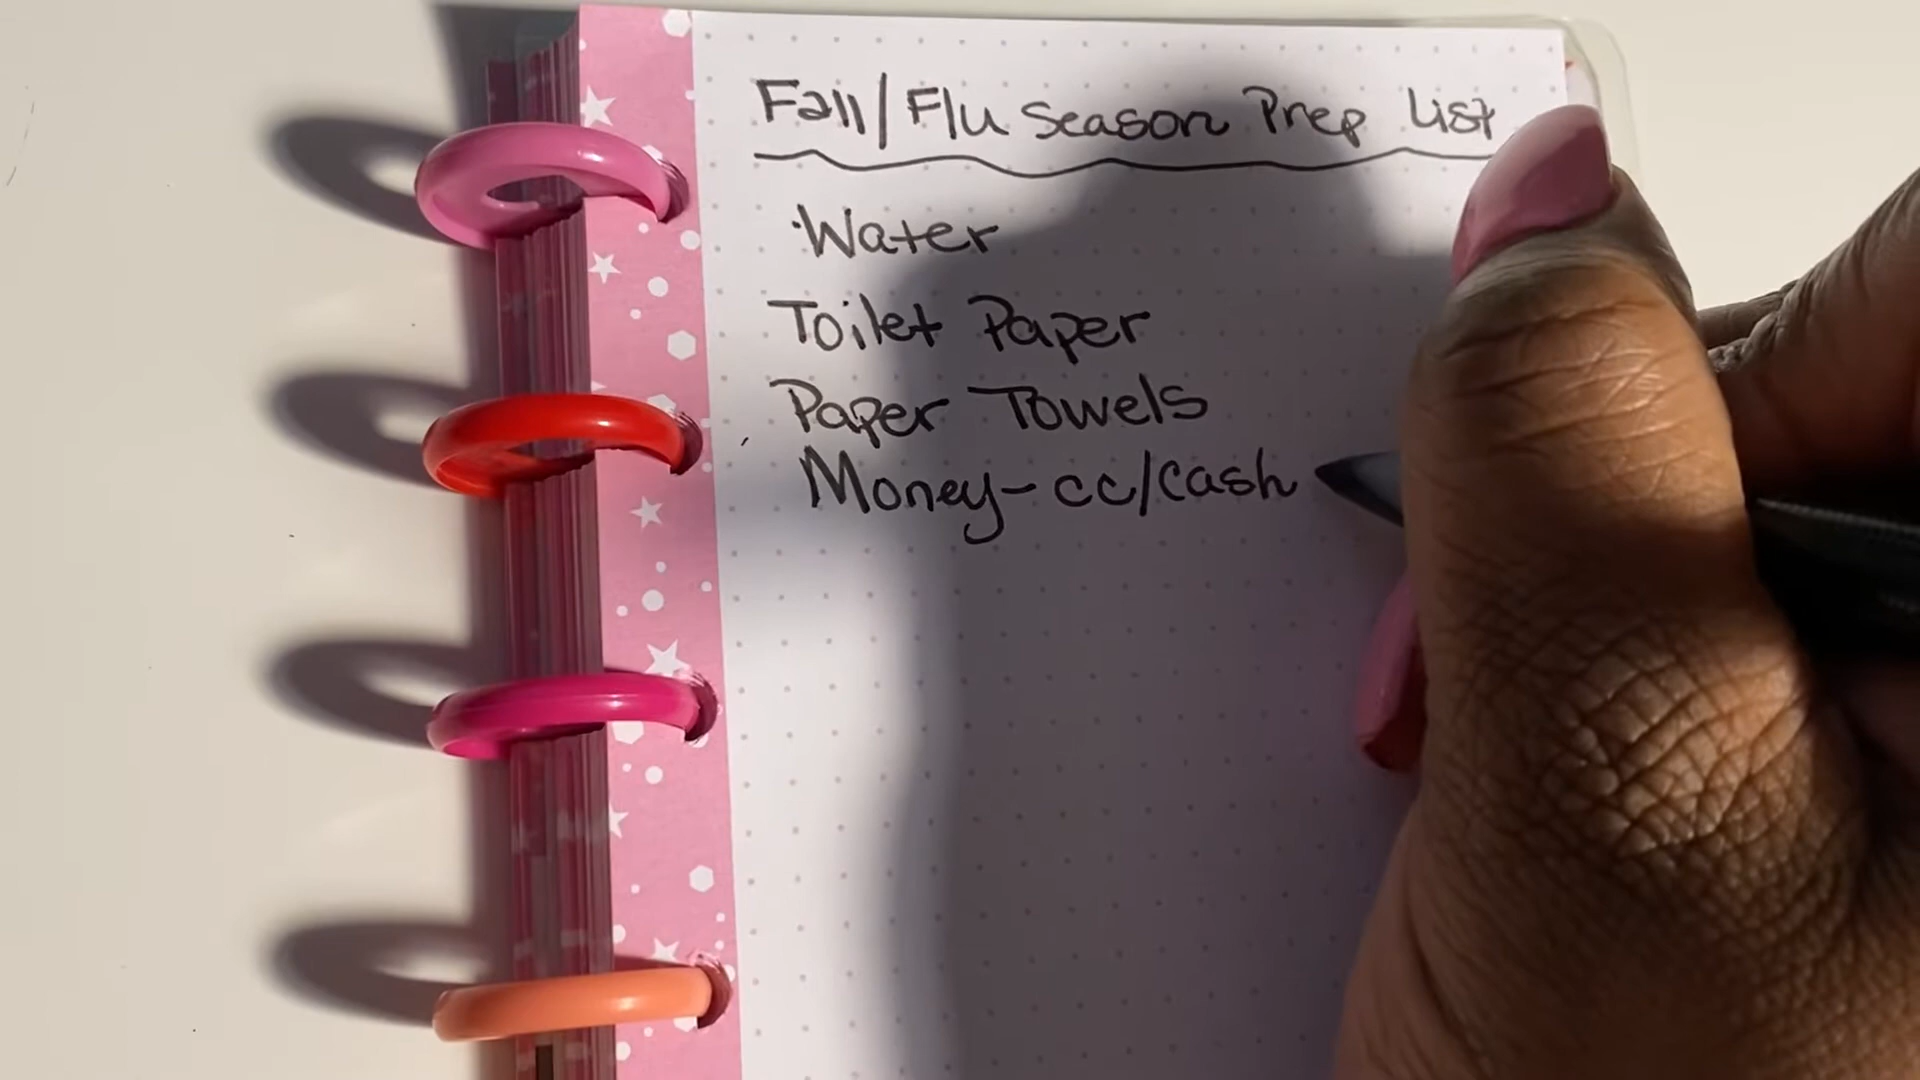 Fall/Flu Season Prep List
Water
Toilet Paper
Paper Towels
Money-cc/cash